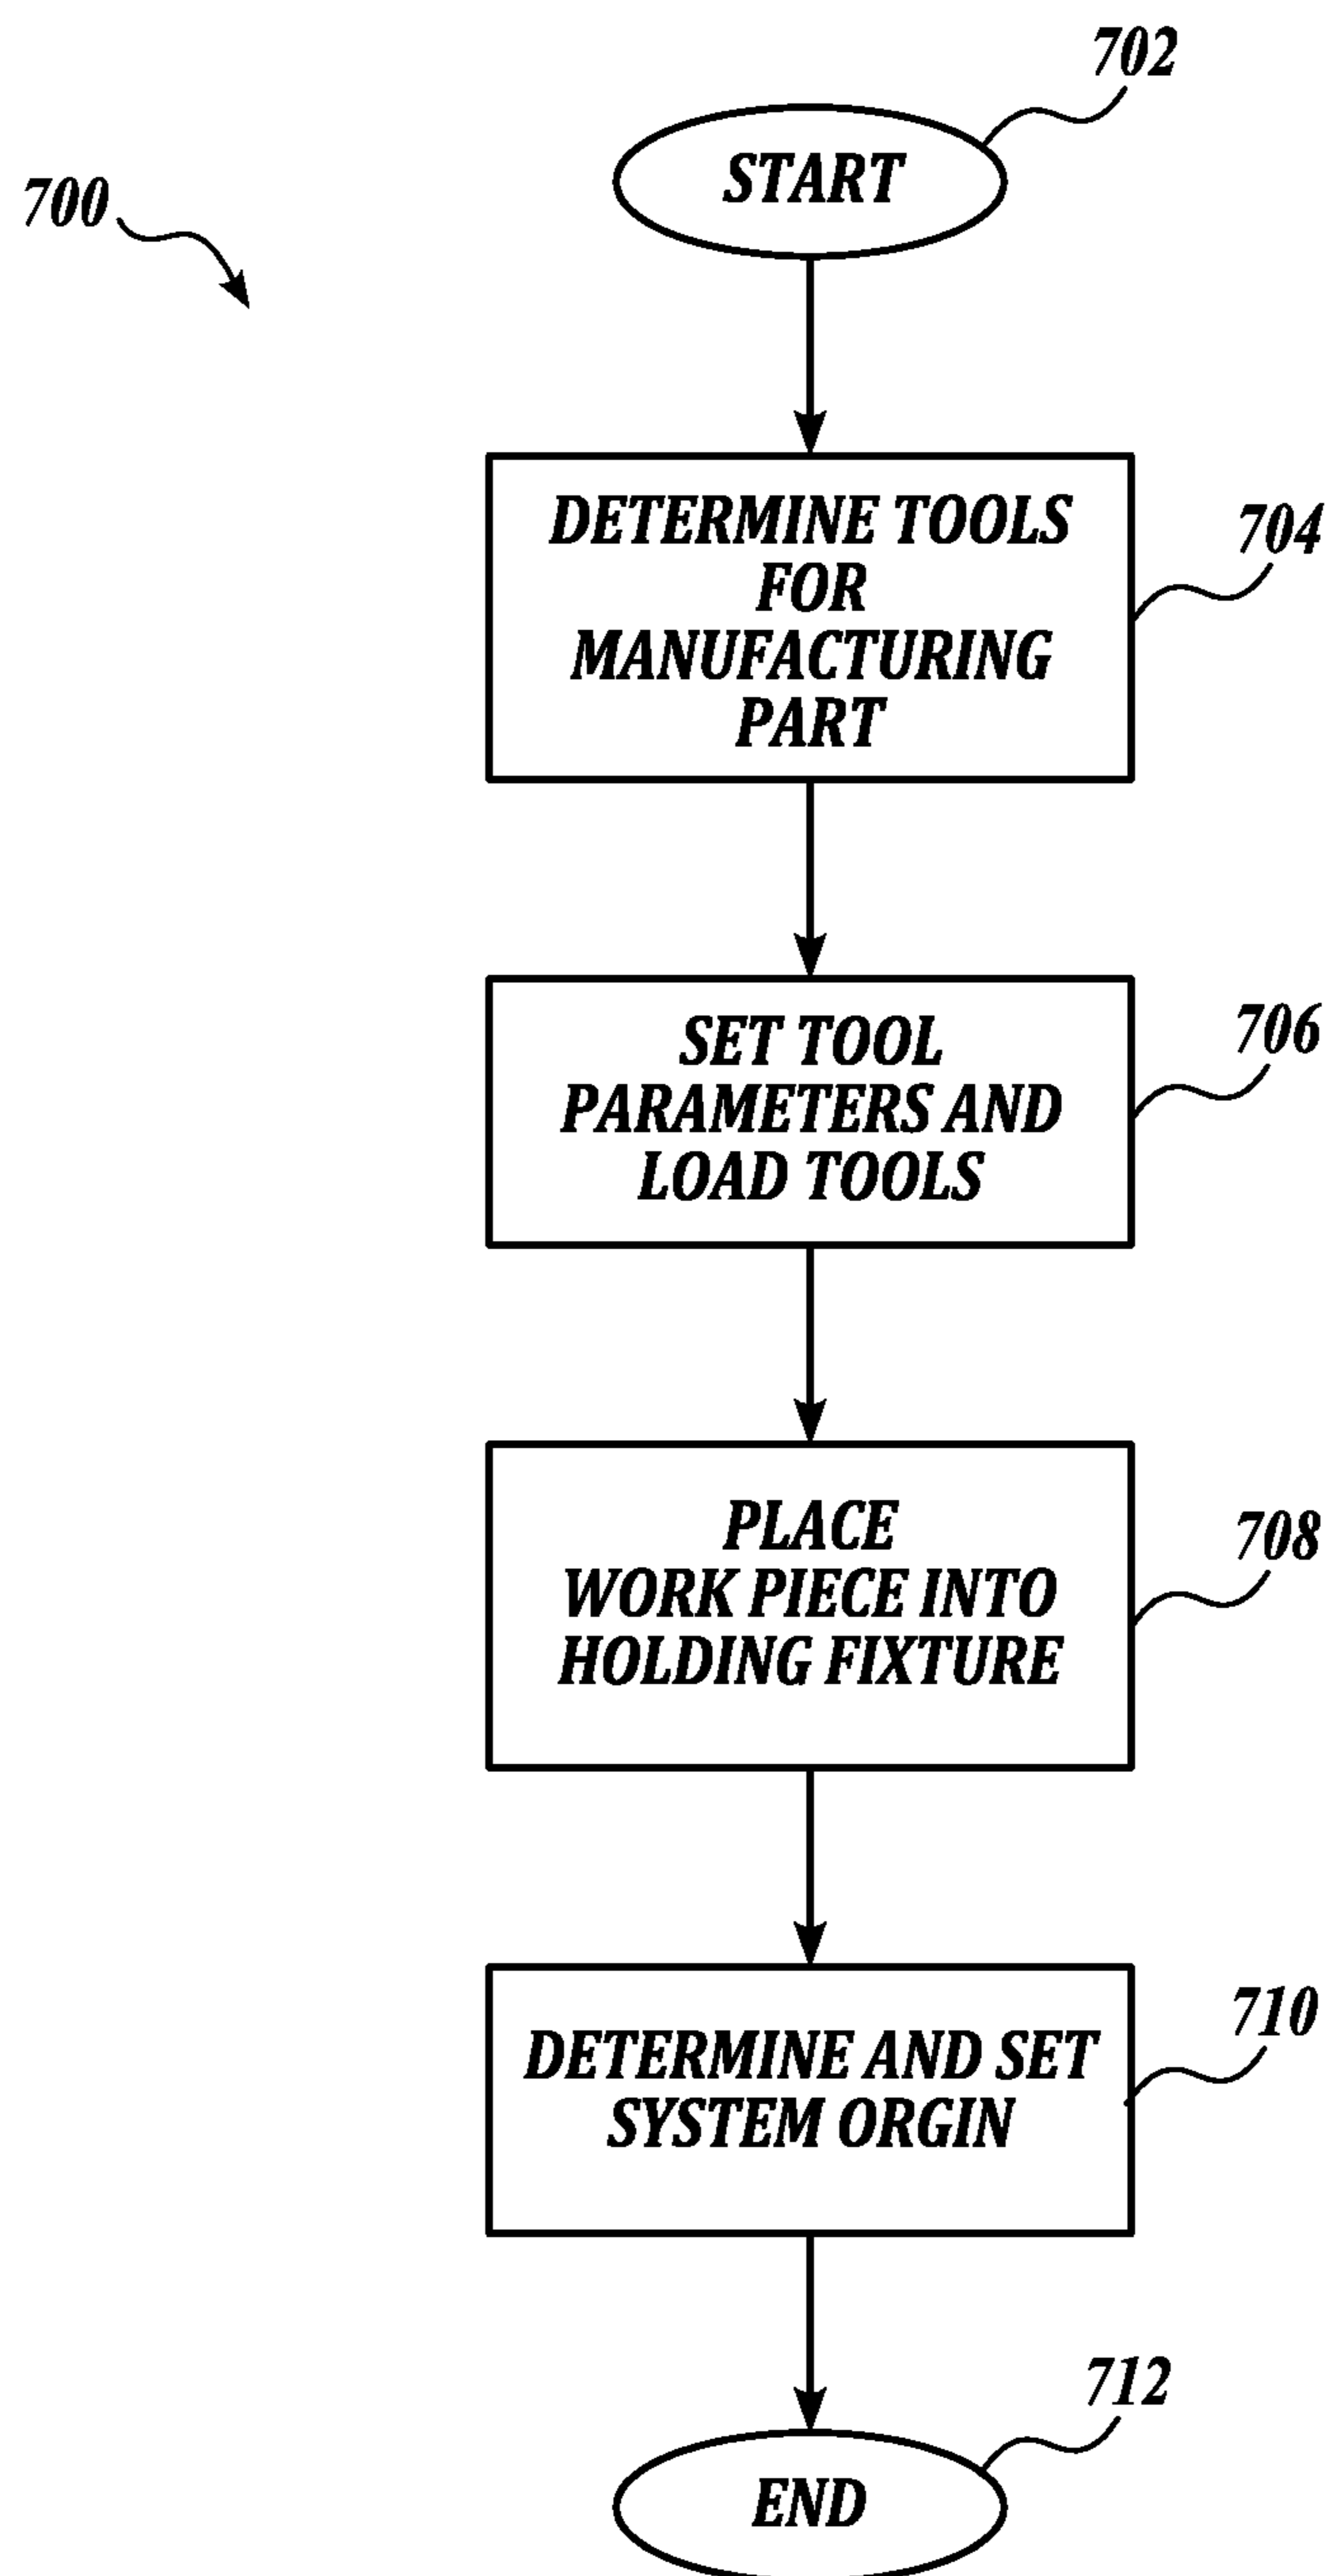 702
START
700
DETERMINE TOOLS
FOR
MANUFACTURING
PART
704
SET TOOL
PARAMETERS AND
LOAD TOOLS
706
PLACE
WORK PIECE INTO
HOLDING FIXTURE
708
DETERMINE AND SET
SYSTEM ORGIN
710
712
END